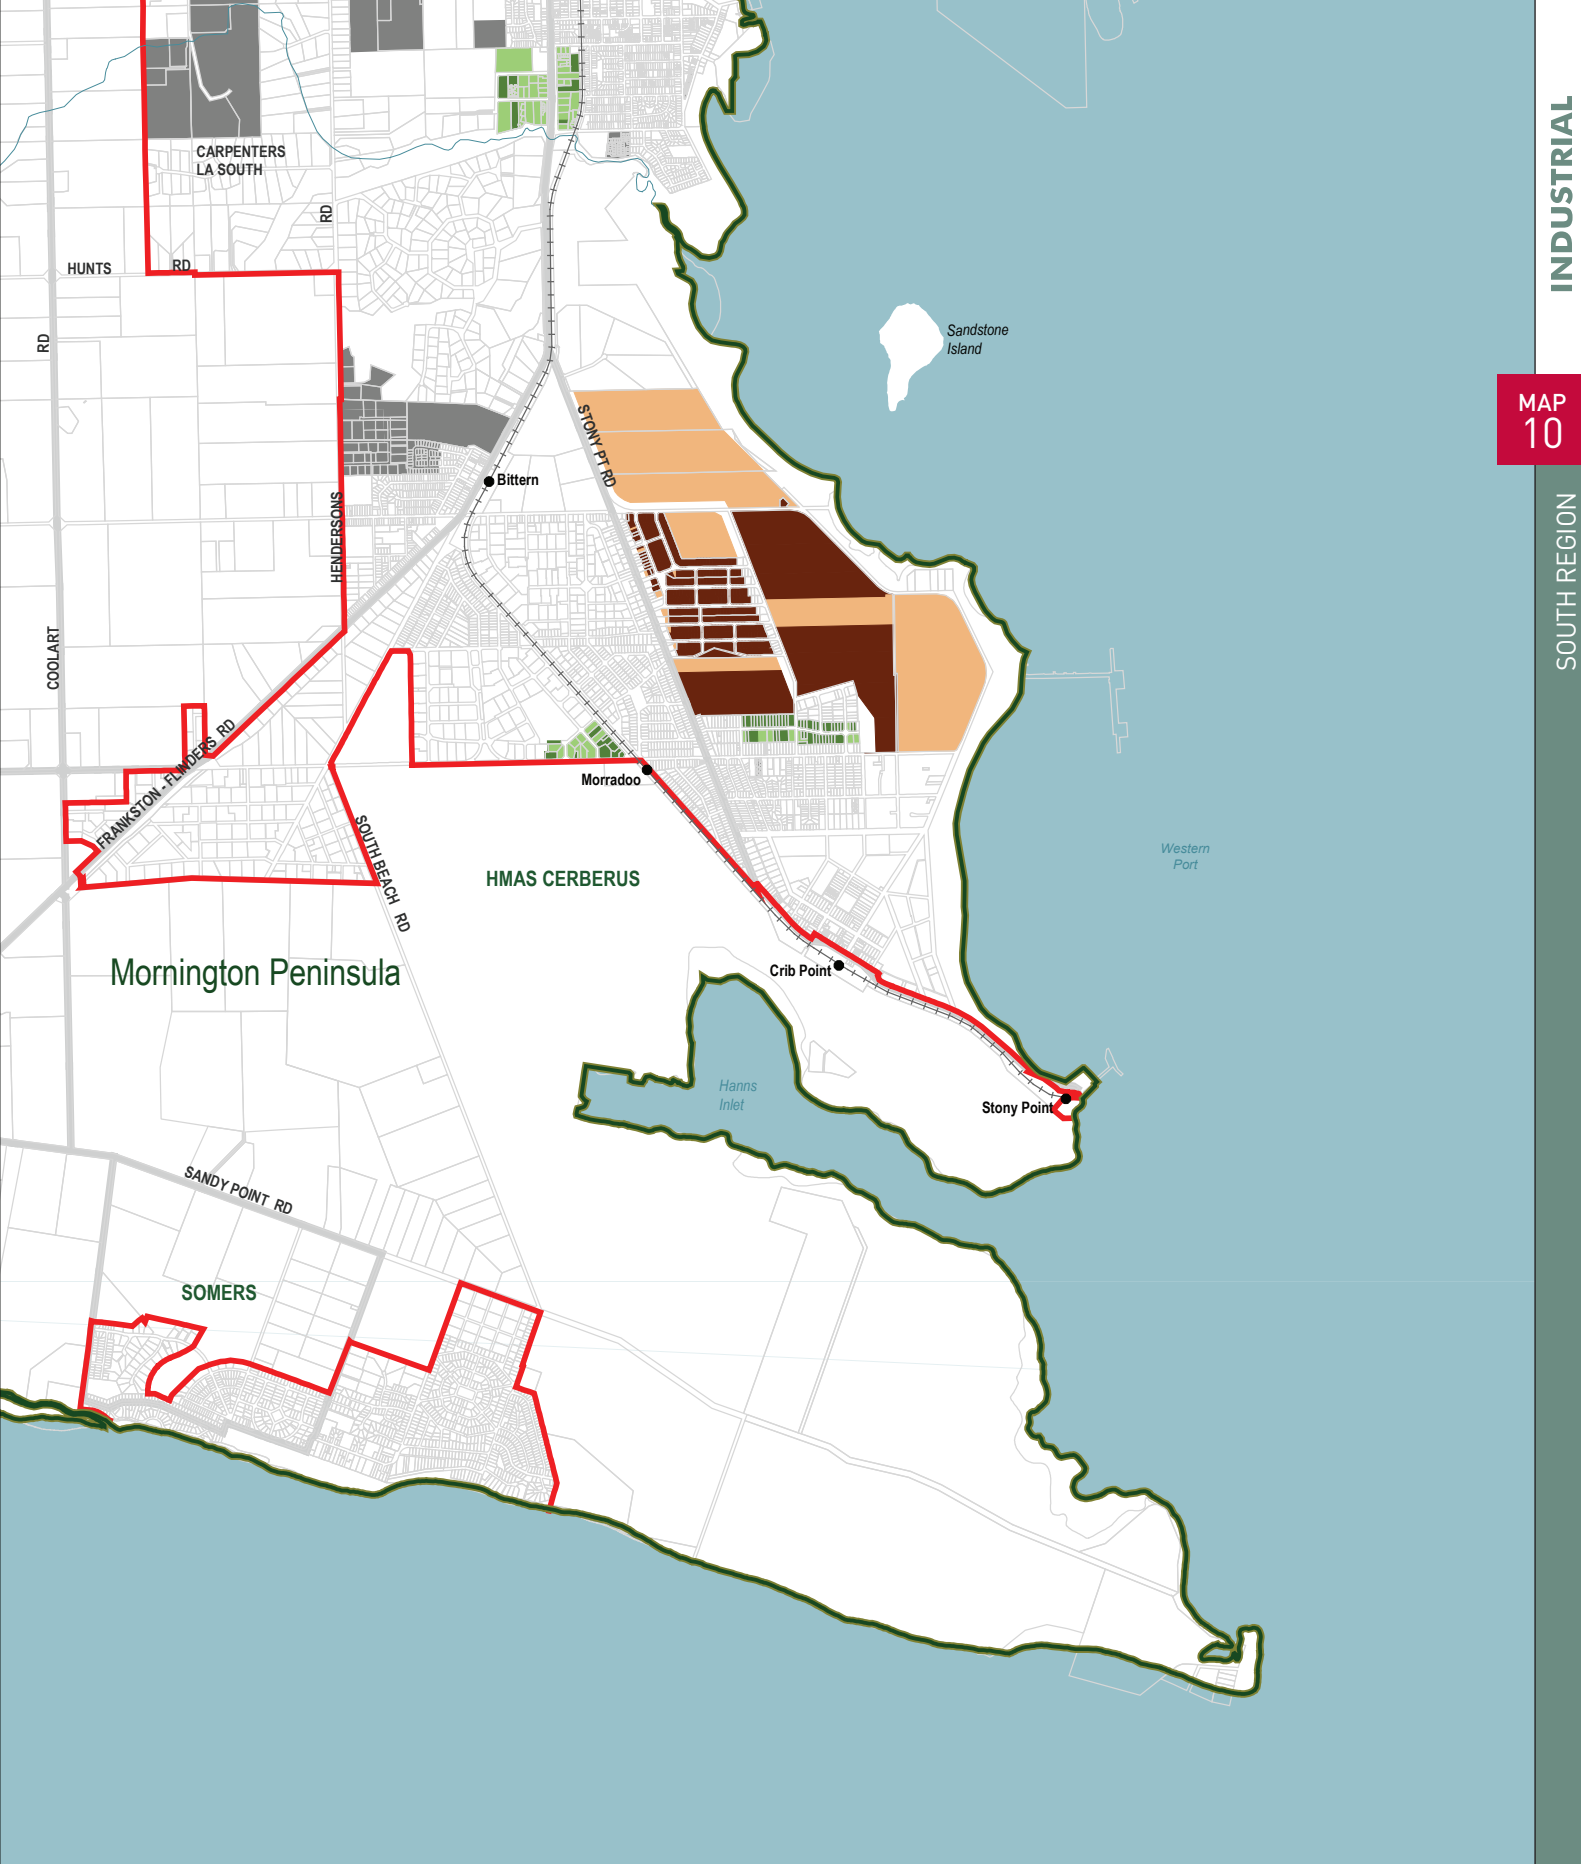 INDUSTRIAL
MAP
10
SOUTH REGION
CARPENTERS
LA SOUTH
RD
HUNTS
RD
RD
Sandstone
Island
STONY PT RD
Bittern
HENDERSONS
COOLART
FRANKSTON - FLINDERS RD
Morradoo
SOUTH BEACH RD
HMAS CERBERUS
Western
Port
Mornington Peninsula
Crib Point
Hanns
Inlet
Stony Point
SANDY POINT RD
SOMERS